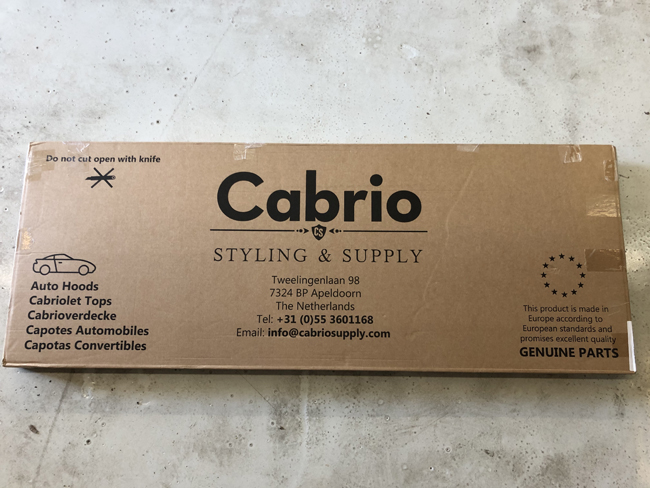 Do not cut open with knife
Cabrio
CS
STYLING & SUPPLY
Tweelingenlaan 98
7324 BP Apeldoorn
The Netherlands
Tel: +31 (0)55 3601168
Email: info@cabriosupply.com
Auto Hoods
Cabriolet Tops
Cabrioverdecke
Capotes Automobiles
Capotas Convertibles
This product is made in
Europe according to
European standards and
promises excellent quality
GENUINE PARTS